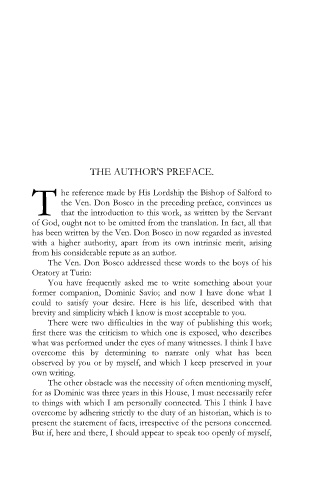 THE AUTHOR'S PREFACE.
The reference made by His Lordship the Bishop of Salford to
the Ven. Don Bosco in the preceding preface, convinces us
that the introduction to this work, as written by the Servant
of God, ought not to be omitted from the translation. In fact, all that
has been written by the Ven. Don Bosco in now regarded as invested
with a higher authority, apart from its own intrinsic merit, arising
from his considerable repute as an author.
The Ven. Don Bosco addressed these words to the boys of his
Oratory at Turin:
You have frequently asked me to write something about your
former companion, Dominic Savio; and now I have done what I
could to satisfy your desire. Here is his life, described with that
brevity and simplicity which I know is most acceptable to you.
There were two difficulties in the way of publishing this work;
first there was the criticism to which one is exposed, who describes
what was performed under the eyes of many witnesses. I think I have
overcome this by determining to narrate only what has been
observed by you or by myself, and which I keep preserved in your
own writing.
The other obstacle was the necessity of often mentioning myself,
for as Dominic was three years in this House, I must necessarily refer
to things with which I am personally connected. This I think I have
overcome by adhering strictly to the duty of an historian, which is to
present the statement of facts, irrespective of the persons concerned.
But if, here and there, I should appear to speak too openly of myself,